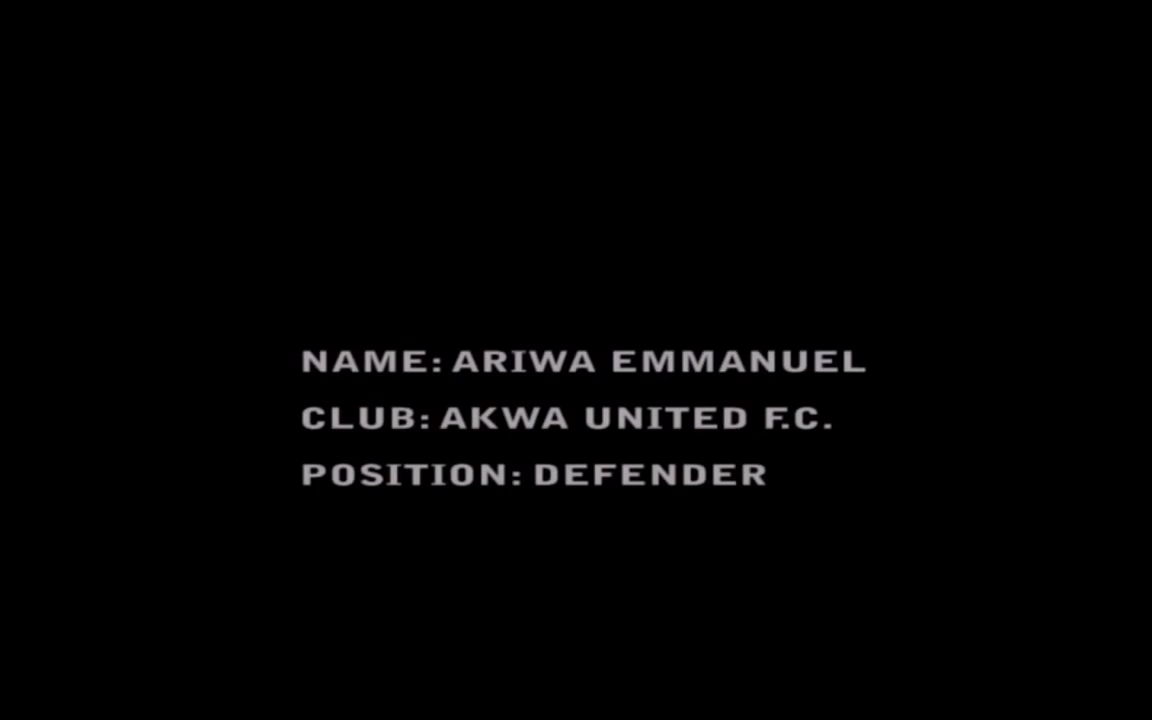 NAME: ARIWA EMMANUEL
CLUB: AKWA UNITED F.C.
POSITION: DEFENDER